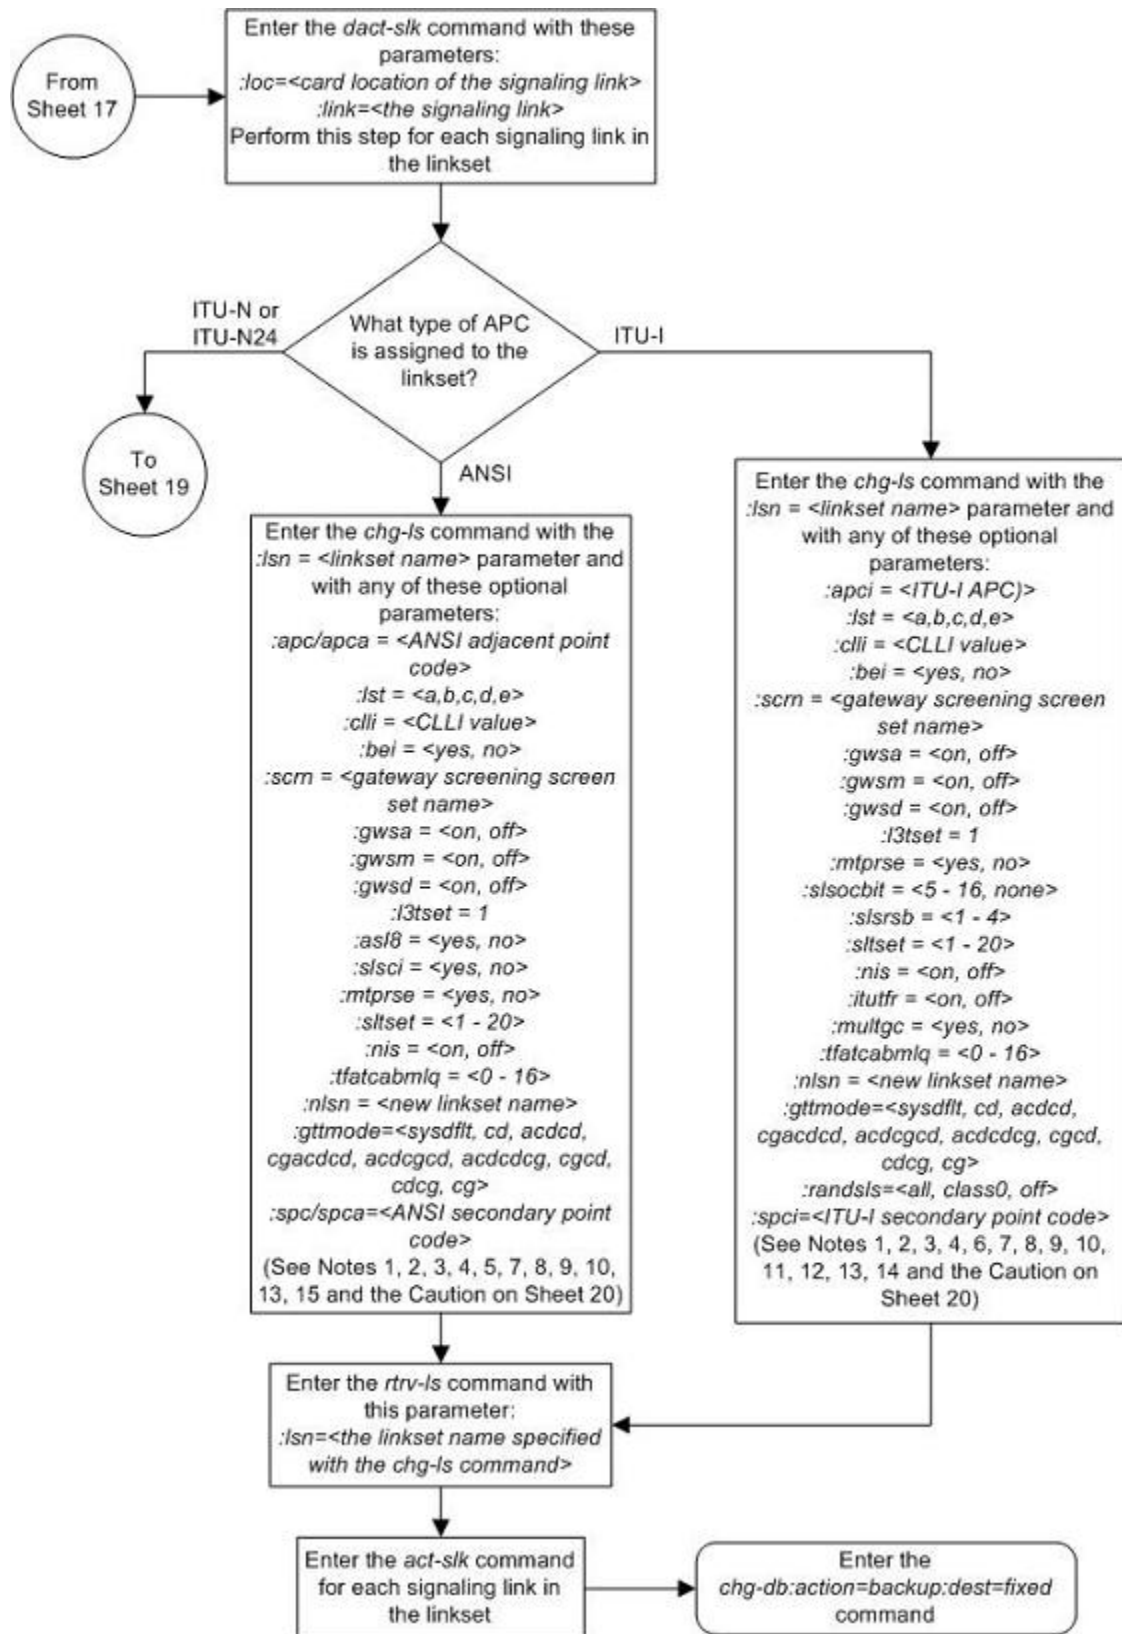 From
Sheet 17
Enter the dact-slk command with these
parameters:
:loc=<card location of the signaling link>
:link=<the signaling link>
Perform this step for each signaling link in
the linkset
What type of APC
is assigned to the
linkset?
ITU-N or
ITU-N24
ITU-I
ANSI
To
Sheet 19
Enter the chg-ls command with the
:lsn = <linkset name> parameter and
with any of these optional
parameters:
:apc/apca = <ANSI adjacent point
code>
:lst = <a,b,c,d,e>
:clli = <CLLI value>
:bei = <yes, no>
:scrn = <gateway screening screen
set name>
:gwsa = <on, off>
:gwsm = <on, off>
:gwsd = <on, off>
:l3tset = 1
:asl8 = <yes, no>
:slsci = <yes, no>
:mtprse = <yes, no>
:sltset = <1 - 20>
:nis = <on, off>
:tfatcabmlq = <0 - 16>
:nlsn = <new linkset name>
:gttmode=<sysdflt, cd, acdcd,
cgacdcd, acdcgcd, acdcdcg, cgcd,
cdcg, cg>
:spc/spca=<ANSI secondary point
code>
(See Notes 1, 2, 3, 4, 5, 7, 8, 9, 10,
13, 15 and the Caution on Sheet 20)
Enter the chg-ls command with the
:lsn = <linkset name> parameter and
with any of these optional
parameters:
:apci = <ITU-I APC)>
:lst = <a,b,c,d,e>
:clli = <CLLI value>
:bei = <yes, no>
:scrn = <gateway screening screen
set name>
:gwsa = <on, off>
:gwsm = <on, off>
:gwsd = <on, off>
:l3tset = 1
:mtprse = <yes, no>
:slsocbit = <5 - 16, none>
:slsrsb = <1 - 4>
:sltset = <1 - 20>
:nis = <on, off>
:itutfr = <on, off>
:multgc = <yes, no>
:tfatcabmlq = <0 - 16>
:nlsn = <new linkset name>
:gttmode=<sysdflt, cd, acdcd,
cgacdcd, acdcgcd, acdcdcg, cgcd,
cdcg, cg>
:randsls=<all, class0, off>
:spci=<ITU-I secondary point code>
(See Notes 1, 2, 3, 4, 6, 7, 8, 9, 10,
11, 12, 13, 14 and the Caution on
Sheet 20)
Enter the rtrv-ls command with
this parameter:
:lsn=<the linkset name specified
with the chg-ls command>
Enter the act-slk command
for each signaling link in
the linkset
Enter the
chg-db:action=backup:dest=fixed
command